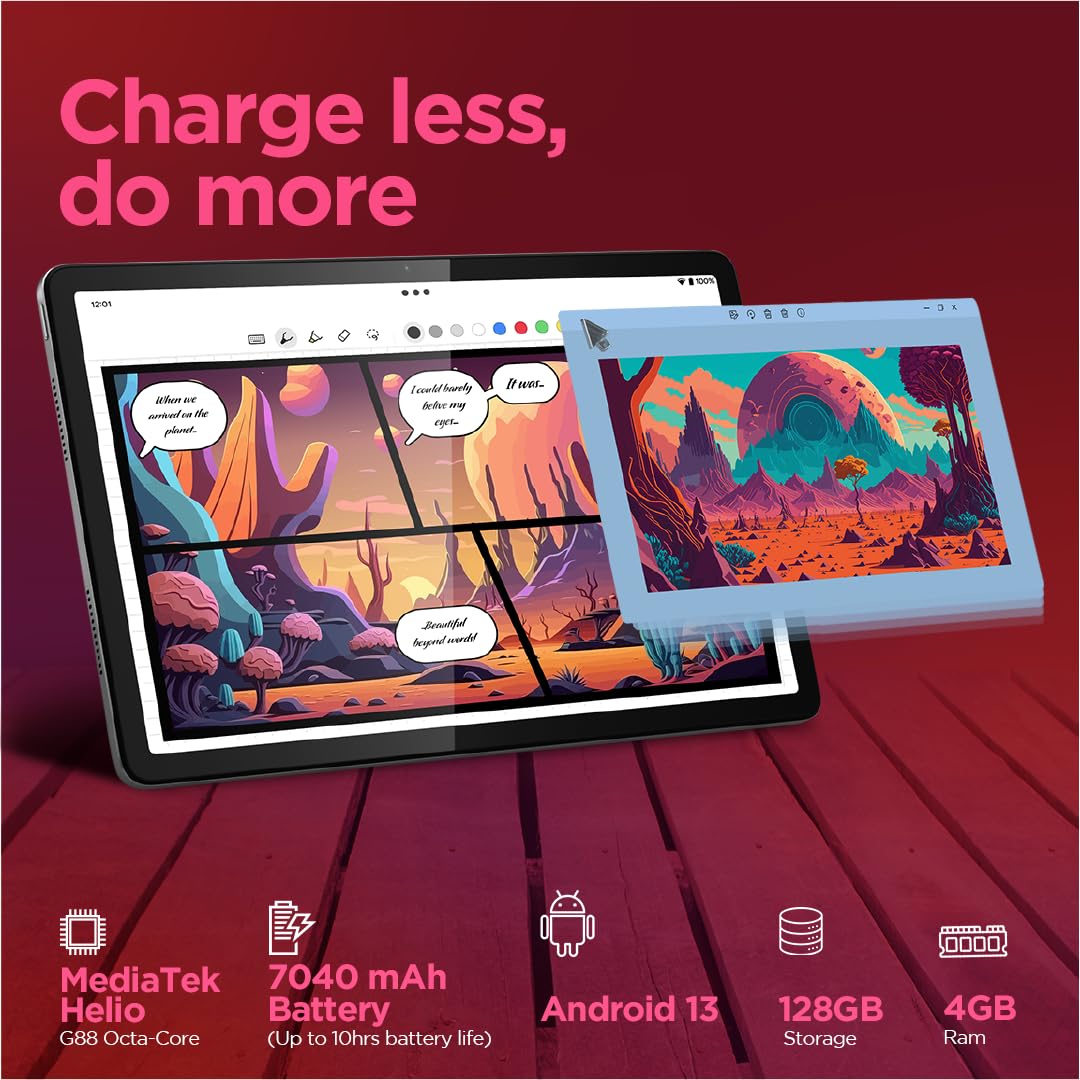 Charge less,
do more
12:01
100%
When we
arrived on the
planet...
I could barely
belive my
eyes...
It was...
...Beautiful
beyond words!
MediaTek
Helio
G88 Octa-Core
7040 mAh
Battery
(Up to 10hrs battery life)
Android 13
128GB
Storage
4GB
Ram